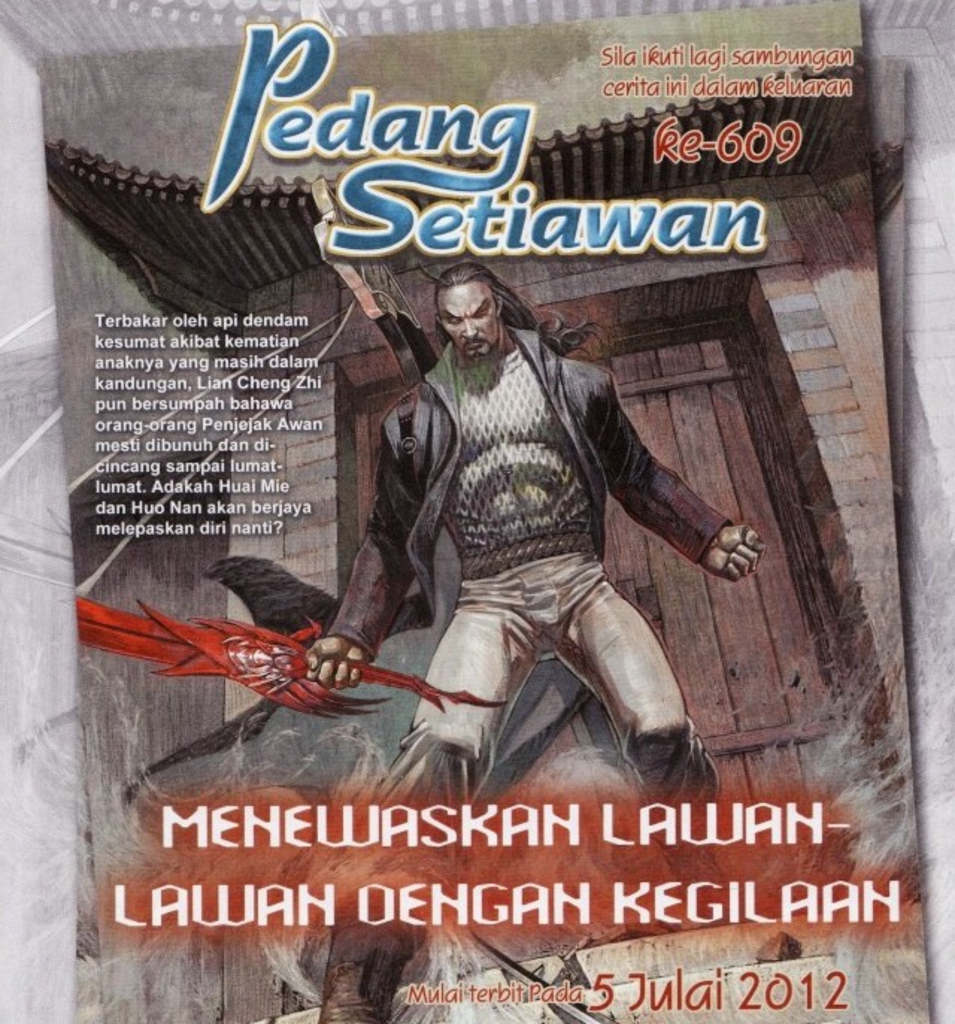 Pedang
Setiawan
Sila ikuti lagi sambungan
cerita ini dalam keluaran
ke-609
Terbakar oleh api dendam
kesumat akibat kematian
anaknya yang masih dalam
kandungan, Lian Cheng Zhi
pun bersumpah bahawa
orang-orang Penjejak Awan
mesti dibunuh dan di-
cincang sampai lumat-
lumat. Adakah Huai Mie
dan Huo Nan akan berjaya
melepaskan diri nanti?
MENEWASKAN LAWAN-
LAWAN DENGAN KEGILAAN
Mulai terbit Pada 5 Julai 2012